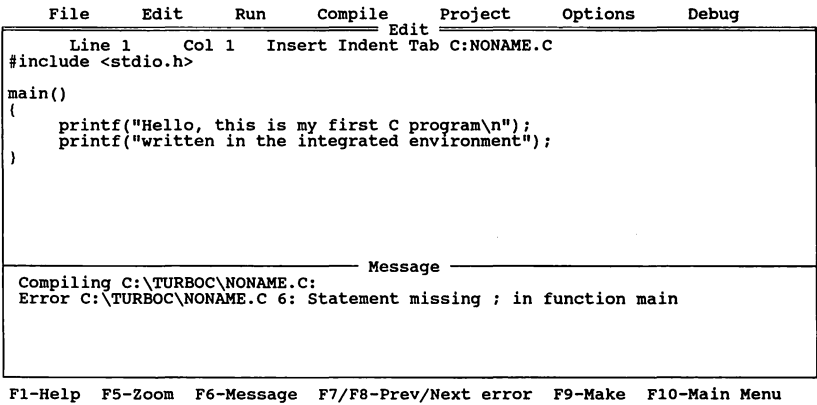 File Edit Run Compile Project Options Debug
Edit
Line 1 Col 1 Insert Indent Tab C:NONAME.C
#include <stdio.h>
main()
{
printf("Hello, this is my first C program\n");
printf("written in the integrated environment");
}
Message
Compiling C:\TURBOC\NONAME.C:
Error C:\TURBOC\NONAME.C 6: Statement missing ; in function main
F1-Help F5-Zoom F6-Message F7/F8-Prev/Next error F9-Make F10-Main Menu